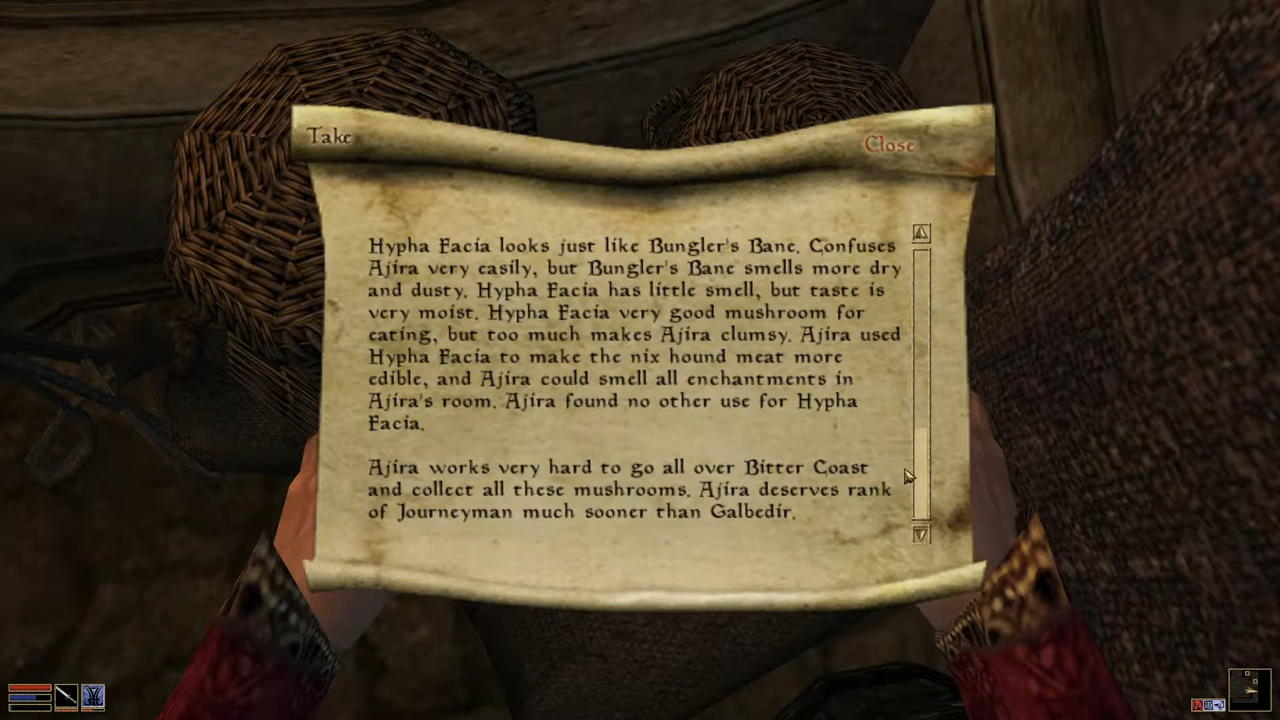 Take
Close
Hypha Facia looks just like Bungler's Bane. Confuses
Ajira very easily, but Bungler's Bane smells more dry
and dusty. Hypha Facia has little smell, but taste is
very moist. Hypha Facia very good mushroom for
eating, but too much makes Ajira clumsy. Ajira used
Hypha Facia to make the nix hound meat more
edible, and Ajira could smell all enchantments in
Ajira's room. Ajira found no other use for Hypha
Facia.
Ajira works very hard to go all over Bitter Coast
and collect all these mushrooms. Ajira deserves rank
of Journeyman much sooner than Galbedir.